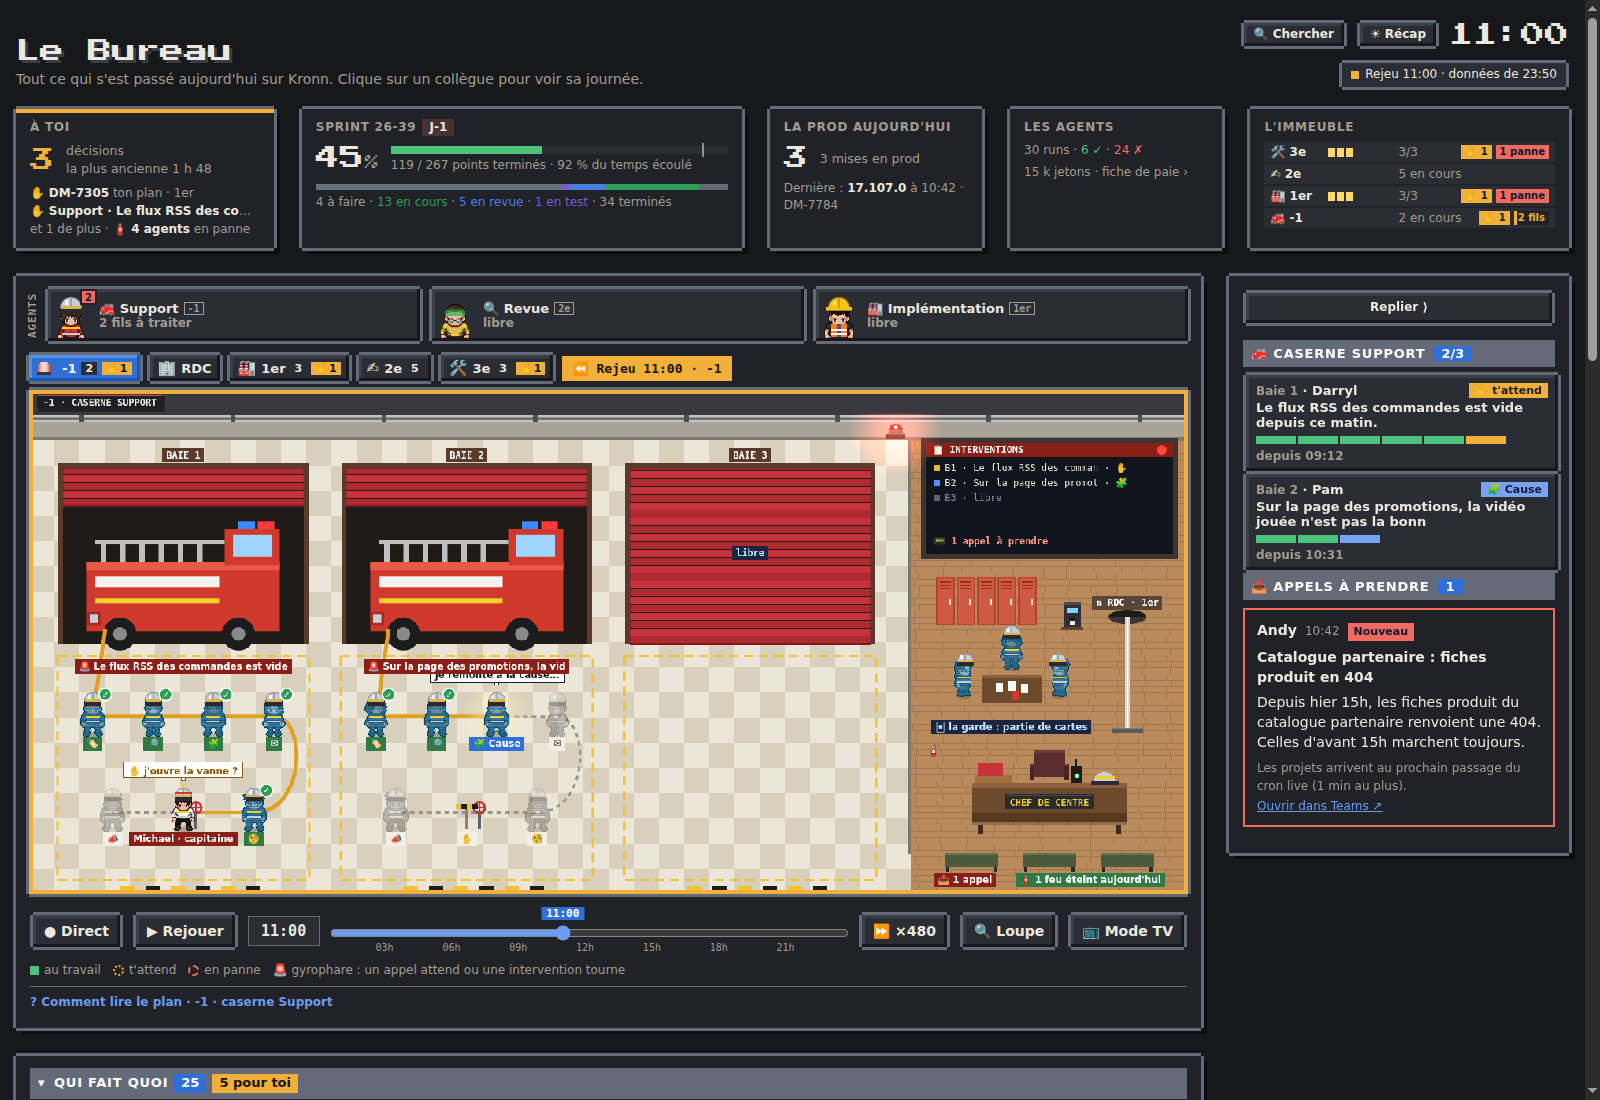 Le Bureau
Tout ce qui s'est passé aujourd'hui sur Kronn. Clique sur un collègue pour voir sa journée.
Chercher
Récap
11:00
Rejeu 11:00 · données de 23:50
À TOI
3 décisions
la plus ancienne 1 h 48
DM-7305 ton plan · 1er
Support · Le flux RSS des co...
et 1 de plus · 4 agents en panne
SPRINT 26-39 J-1
45%
119 / 267 points terminés · 92 % du temps écoulé
4 à faire · 13 en cours · 5 en revue · 1 en test · 34 terminés
LA PROD AUJOURD'HUI
3 3 mises en prod
Dernière : 17.107.0 à 10:42 ·
DM-7784
LES AGENTS
30 runs · 6 ✓ · 24 ✗
15 k jetons · fiche de paie ›
L'IMMEUBLE
3e 3/3 1 1 panne
2e 5 en cours
1er 3/3 1 1 panne
-1 2 en cours 1 2 fils
AGENTS
2
Support -1
2 fils à traiter
Revue 2e
libre
Implémentation 1er
libre
-1 2 1
RDC
1er 3 1
2e 5
3e 3 1
Rejeu 11:00 · -1
-1 · CASERNE SUPPORT
BAIE 1
BAIE 2
BAIE 3
libre
INTERVENTIONS
B1 · Le flux RSS des comman ·
B2 · Sur la page des promot ·
B3 · libre
1 appel à prendre
⇅ RDC · 1er
Le flux RSS des commandes est vide
Sur la page des promotions, la vid
je remonte à la cause...
Cause
j'ouvre la vanne ?
Michael · capitaine
la garde : partie de cartes
CHEF DE CENTRE
1 appel
1 feu éteint aujourd'hui
Replier ⟩
CASERNE SUPPORT 2/3
Baie 1 · Darryl t'attend
Le flux RSS des commandes est vide
depuis ce matin.
depuis 09:12
Baie 2 · Pam Cause
Sur la page des promotions, la vidéo
jouée n'est pas la bonn
depuis 10:31
APPELS À PRENDRE 1
Andy 10:42 Nouveau
Catalogue partenaire : fiches
produit en 404
Depuis hier 15h, les fiches produit du
catalogue partenaire renvoient une 404.
Celles d'avant 15h marchent toujours.
Les projets arrivent au prochain passage du
cron live (1 min au plus).
Ouvrir dans Teams ↗
● Direct
▶ Rejouer
11:00
11:00
03h 06h 09h 12h 15h 18h 21h
×480
Loupe
Mode TV
au travail t'attend en panne gyrophare : un appel attend ou une intervention tourne
? Comment lire le plan · -1 · caserne Support
▾ QUI FAIT QUOI 25 5 pour toi